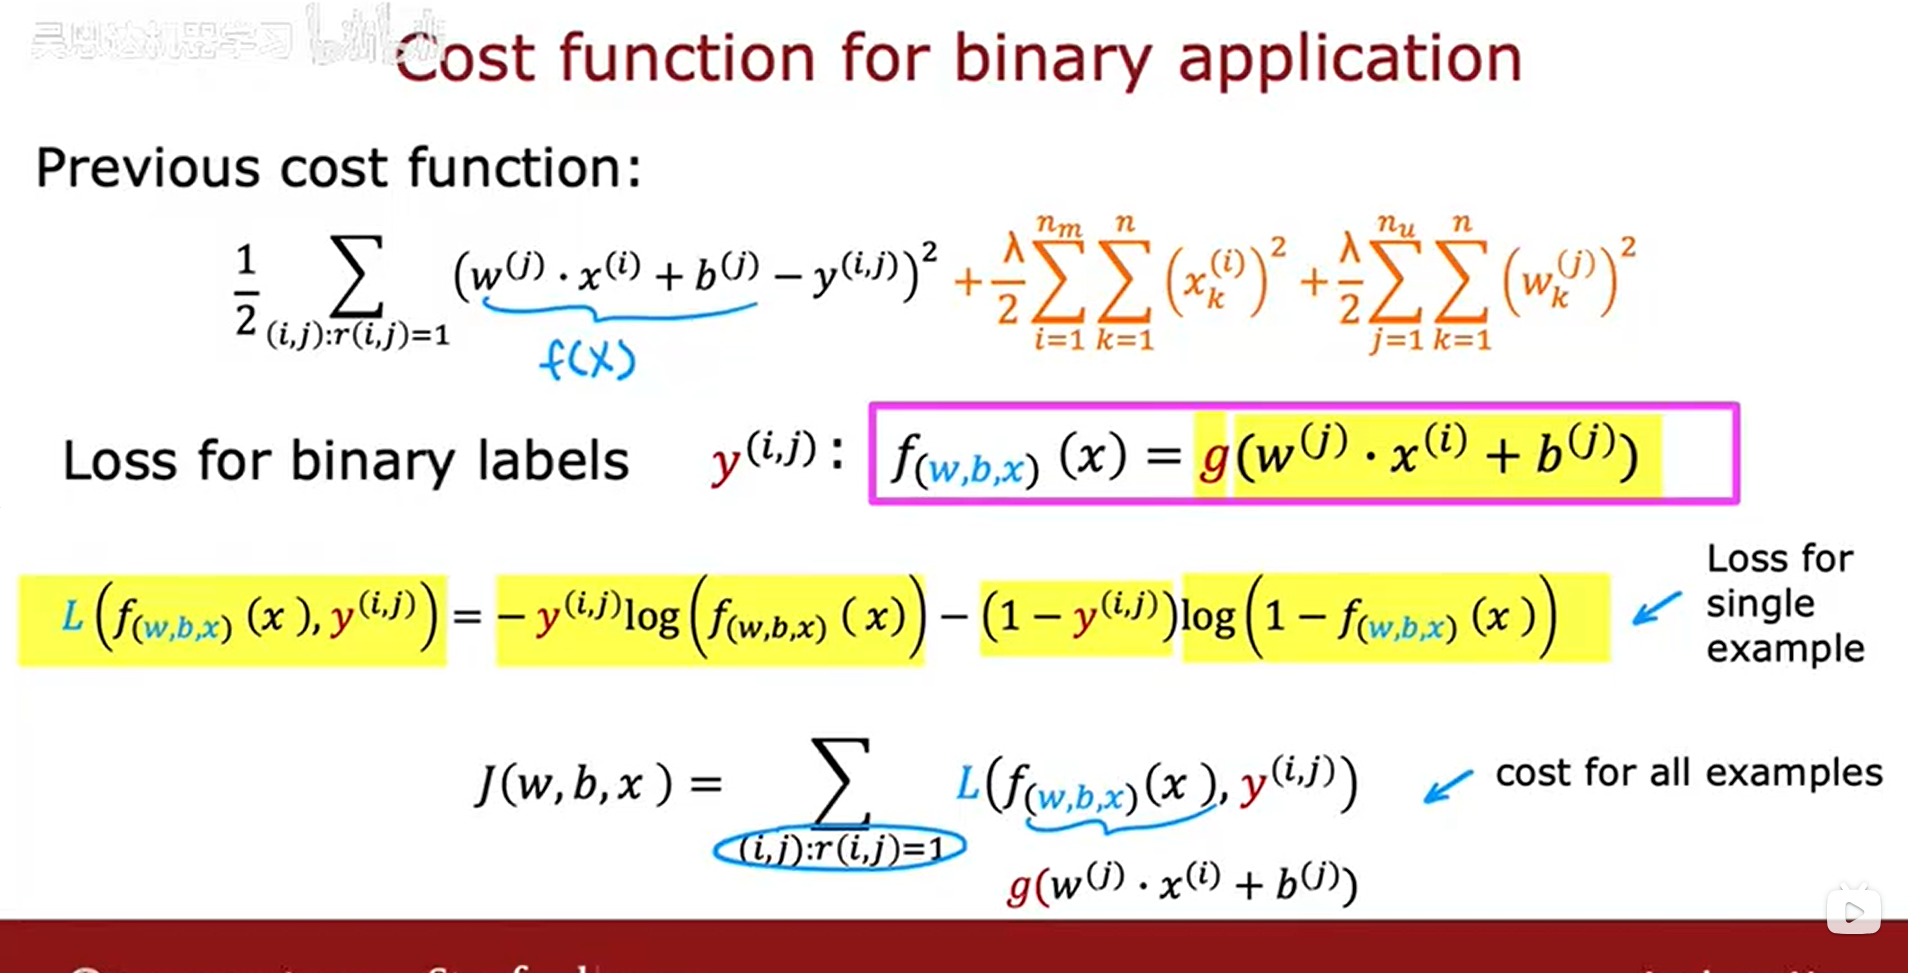 吴恩达机器学习 bilibili
Cost function for binary application
Previous cost function:
$\frac{1}{2} \sum_{(i,j):r(i,j)=1} (w^{(j)} \cdot x^{(i)} + b^{(j)} - y^{(i,j)})^2 + \frac{\lambda}{2} \sum_{i=1}^{n_m} \sum_{k=1}^{n} (x_k^{(i)})^2 + \frac{\lambda}{2} \sum_{j=1}^{n_u} \sum_{k=1}^{n} (w_k^{(j)})^2$
f(x)
Loss for binary labels $y^{(i,j)}$: $f_{(w,b,x)}(x) = g(w^{(j)} \cdot x^{(i)} + b^{(j)})$
$L(f_{(w,b,x)}(x), y^{(i,j)}) = -y^{(i,j)} \log(f_{(w,b,x)}(x)) - (1 - y^{(i,j)}) \log(1 - f_{(w,b,x)}(x))$
Loss for
single
example
$J(w,b,x) = \sum_{(i,j):r(i,j)=1} L(f_{(w,b,x)}(x), y^{(i,j)})$
cost for all examples
$g(w^{(j)} \cdot x^{(i)} + b^{(j)})$